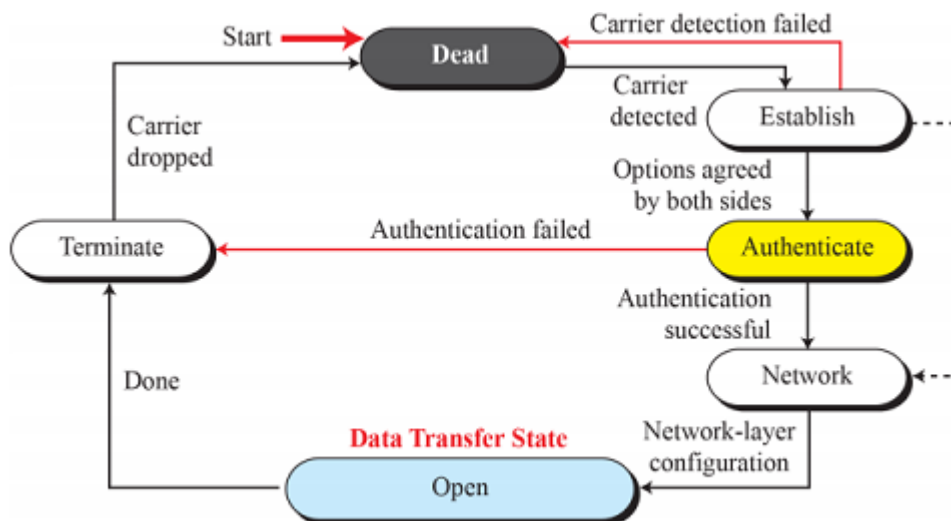 Carrier detection failed
Start
Dead
Carrier
detected
Establish
Carrier
dropped
Options agreed
by both sides
Terminate
Authentication failed
Authenticate
Authentication
successful
Network
Done
Data Transfer State
Network-layer
configuration
Open